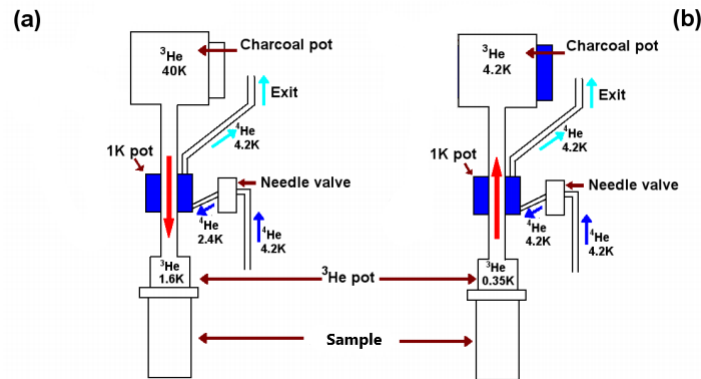 (a)
³He
40K
Charcoal pot
Exit
⁴He
4.2K
1K pot
Needle valve
⁴He
2.4K
⁴He
4.2K
³He
1.6K
³He pot
Sample
(b)
³He
4.2K
Charcoal pot
Exit
⁴He
4.2K
1K pot
Needle valve
⁴He
4.2K
⁴He
4.2K
³He
0.35K